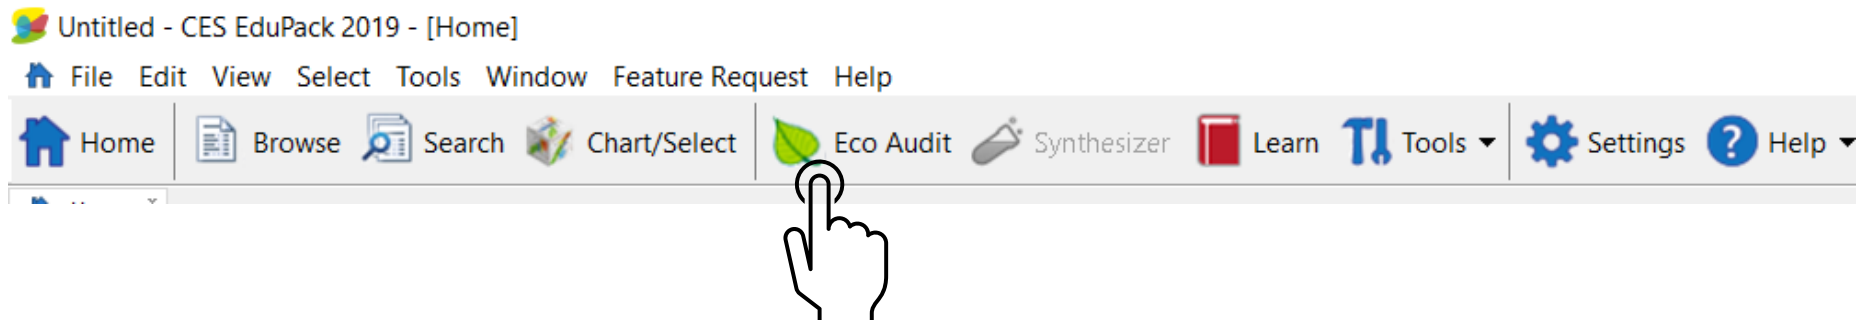 Untitled - CES EduPack 2019 - [Home]
File Edit View Select Tools Window Feature Request Help
Home Browse Search Chart/Select Eco Audit Synthesizer Learn Tools Settings ? Help